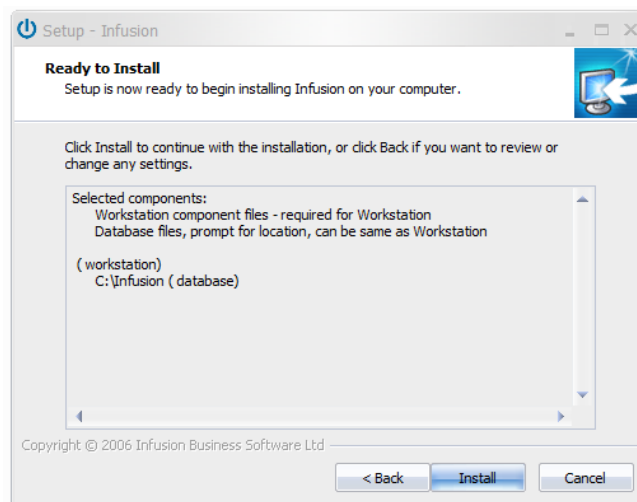 Setup - Infusion
Ready to Install
Setup is now ready to begin installing Infusion on your computer.
Click Install to continue with the installation, or click Back if you want to review or
change any settings.
Selected components:
Workstation component files - required for Workstation
Database files, prompt for location, can be same as Workstation
( workstation)
C:\Infusion ( database)
Copyright © 2006 Infusion Business Software Ltd
< Back
Install
Cancel